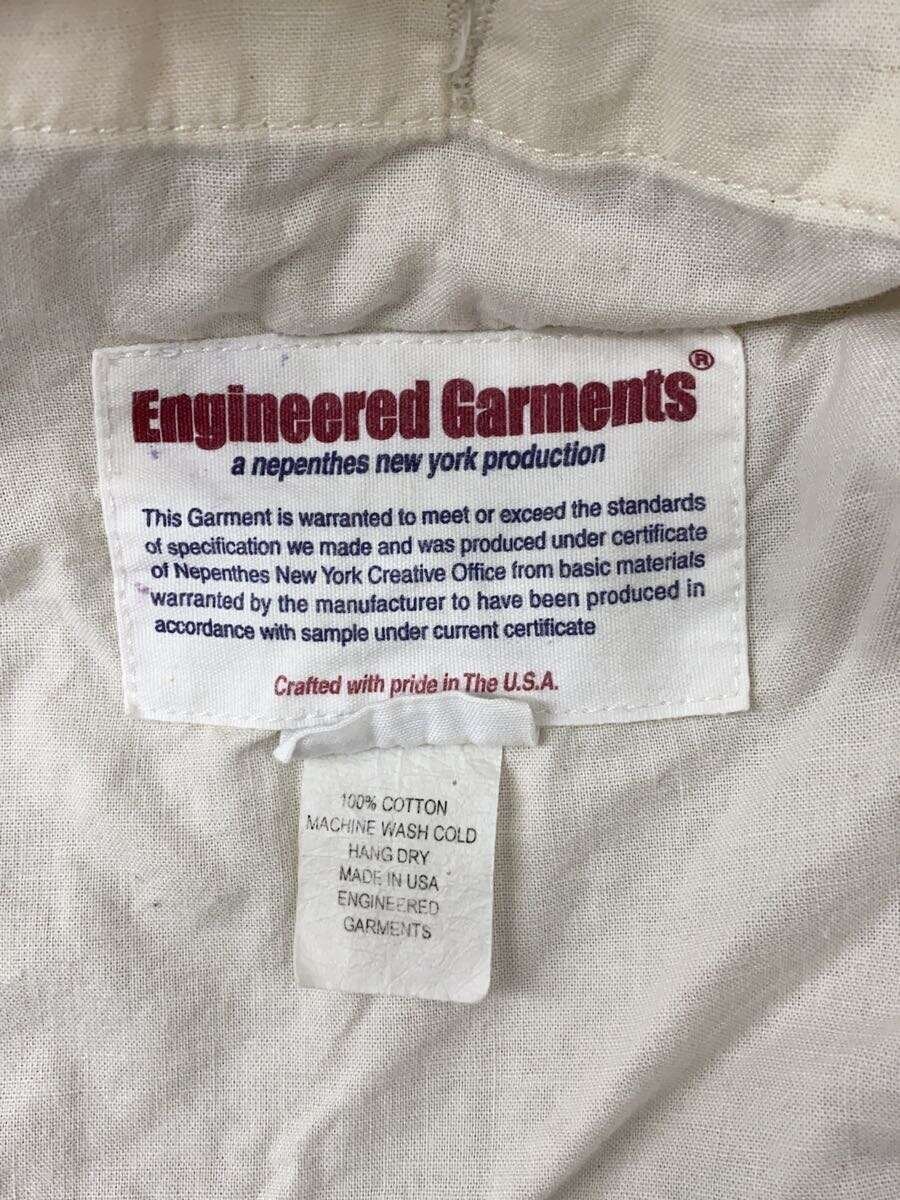 Engineered Garments®
a nepenthes new york production
This Garment is warranted to meet or exceed the standards
of specification we made and was produced under certificate
of Nepenthes New York Creative Office from basic materials
warranted by the manufacturer to have been produced in
accordance with sample under current certificate
Crafted with pride in The U.S.A.
100% COTTON
MACHINE WASH COLD
HANG DRY
MADE IN USA
ENGINEERED
GARMENTS